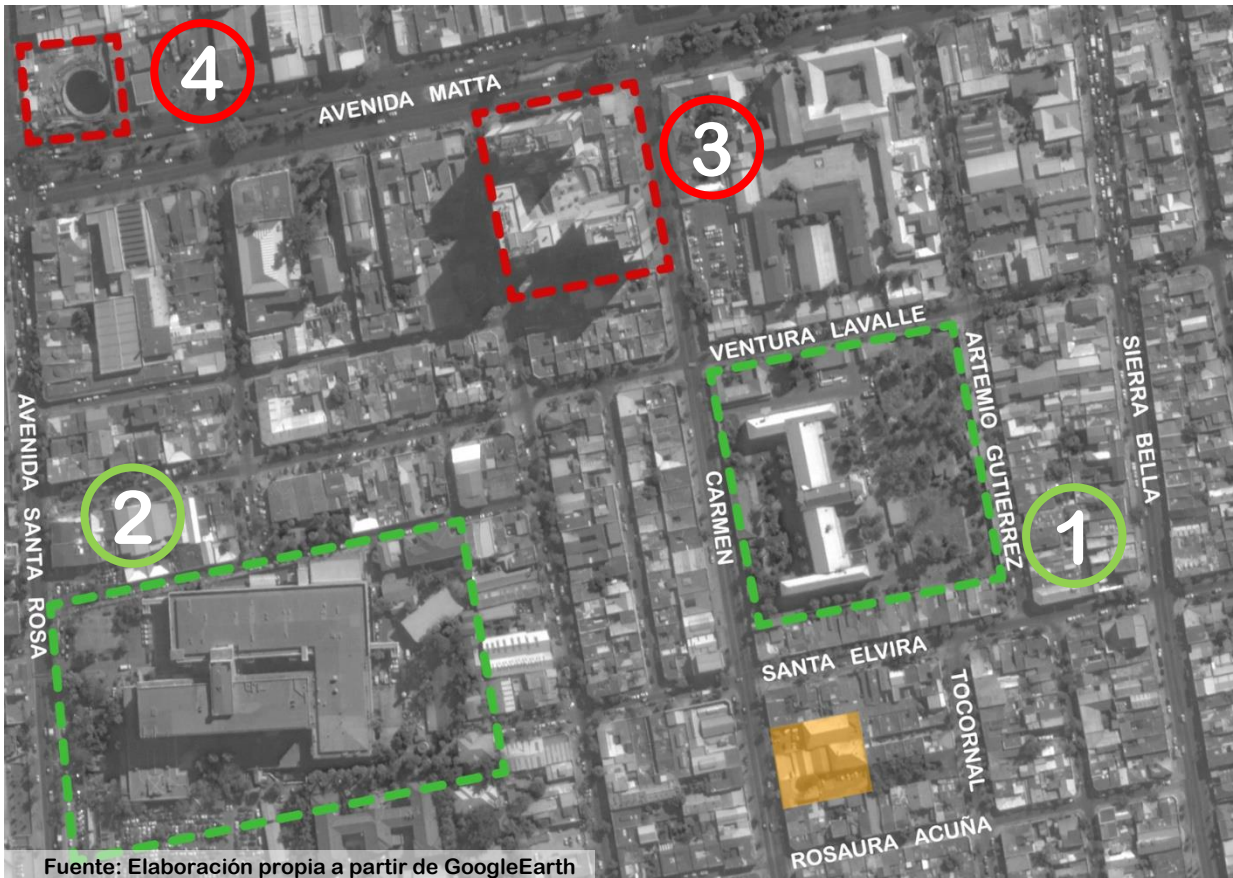 4
AVENIDA MATTA
3
VENTURA LAVALLE
ARTEMIO GUTIERREZ
SIERRA BELLA
AVENIDA SANTA ROSA
2
CARMEN
1
SANTA ELVIRA
TOCORNAL
ROSAURA ACUÑA
Fuente: Elaboración propia a partir de GoogleEarth